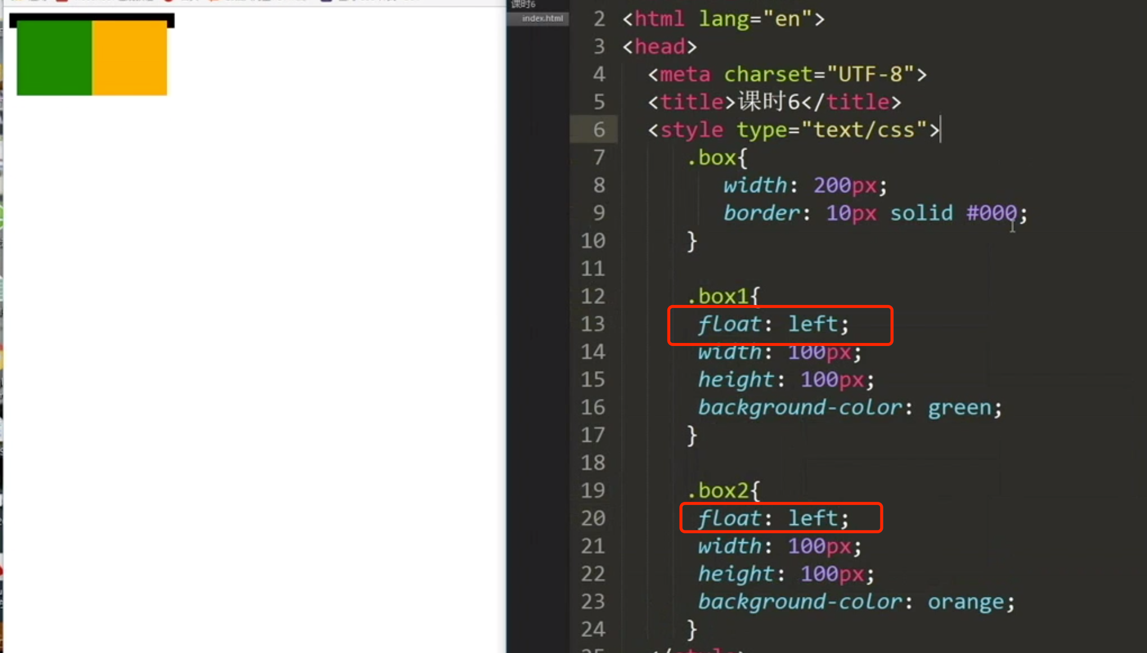 课时6
index.html
2 <html lang="en">
3 <head>
4 <meta charset="UTF-8">
5 <title>课时6</title>
6 <style type="text/css">
7 .box{
8 width: 200px;
9 border: 10px solid #000;
10 }
11
12 .box1{
13 float: left;
14 width: 100px;
15 height: 100px;
16 background-color: green;
17 }
18
19 .box2{
20 float: left;
21 width: 100px;
22 height: 100px;
23 background-color: orange;
24 }